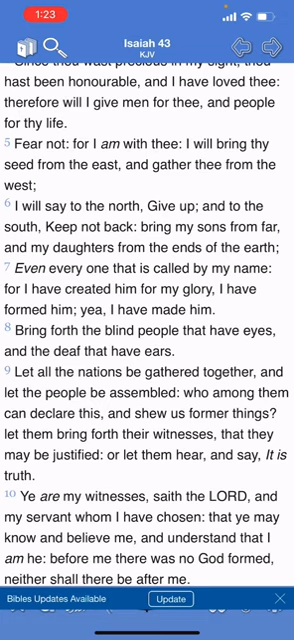 1:23
Isaiah 43
KJV
Since thou wast precious in my sight, thou
hast been honourable, and I have loved thee:
therefore will I give men for thee, and people
for thy life.
5 Fear not: for I am with thee: I will bring thy
seed from the east, and gather thee from the
west;
6 I will say to the north, Give up; and to the
south, Keep not back: bring my sons from far,
and my daughters from the ends of the earth;
7 Even every one that is called by my name:
for I have created him for my glory, I have
formed him; yea, I have made him.
8 Bring forth the blind people that have eyes,
and the deaf that have ears.
9 Let all the nations be gathered together, and
let the people be assembled: who among them
can declare this, and shew us former things?
let them bring forth their witnesses, that they
may be justified: or let them hear, and say, It is
truth.
10 Ye are my witnesses, saith the LORD, and
my servant whom I have chosen: that ye may
know and believe me, and understand that I
am he: before me there was no God formed,
neither shall there be after me.
Bibles Updates Available
Update